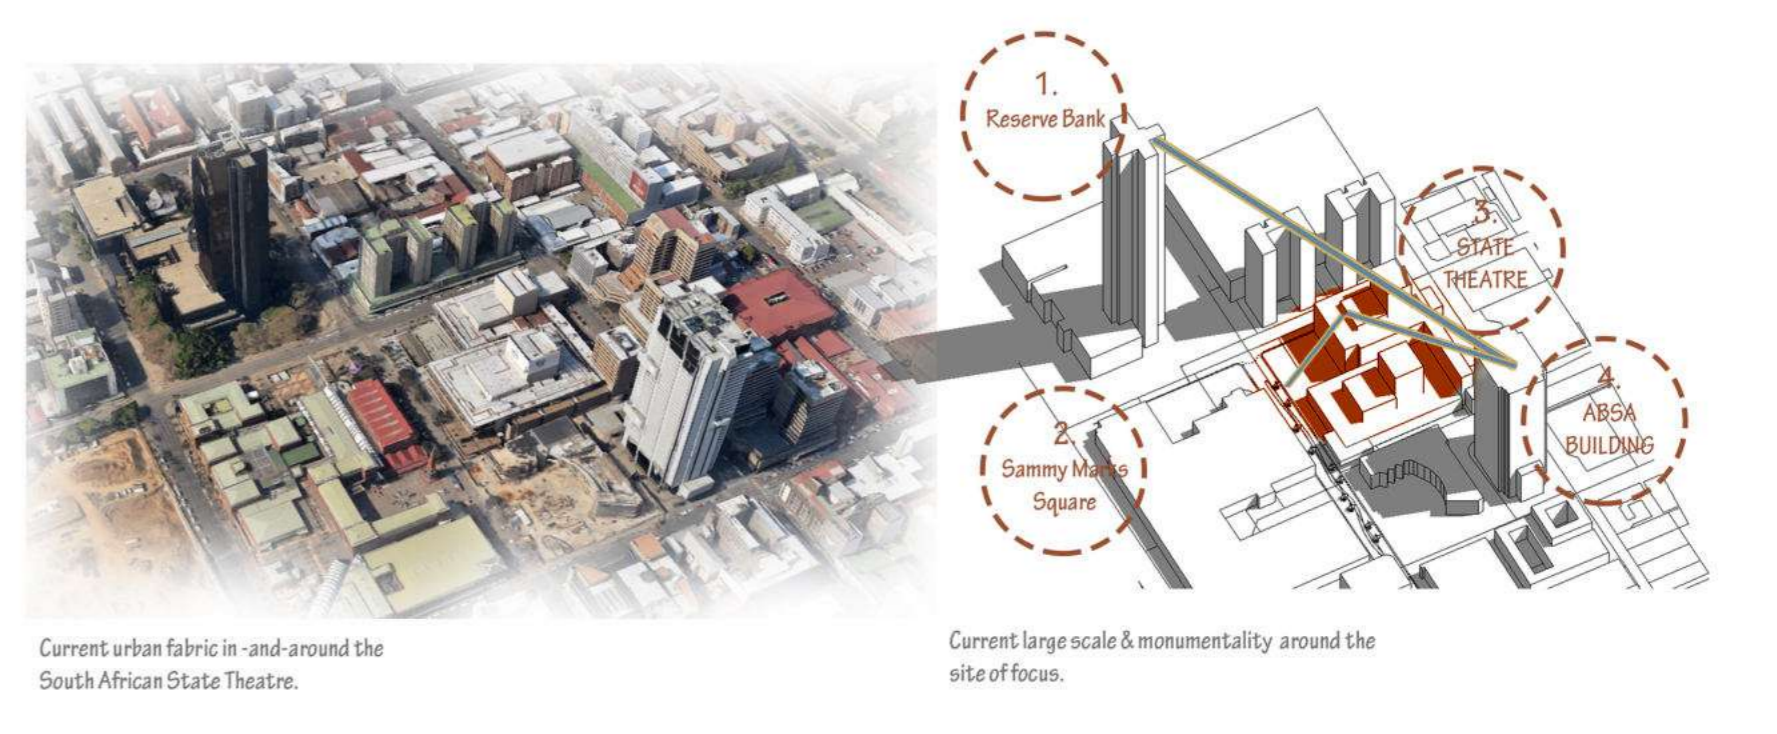 1.
Reserve Bank
3.
STATE
THEATRE
2.
Sammy Marks
Square
4.
ABSA
BUILDING
Current urban fabric in -and-around the
South African State Theatre.
Current large scale & monumentality around the
site of focus.